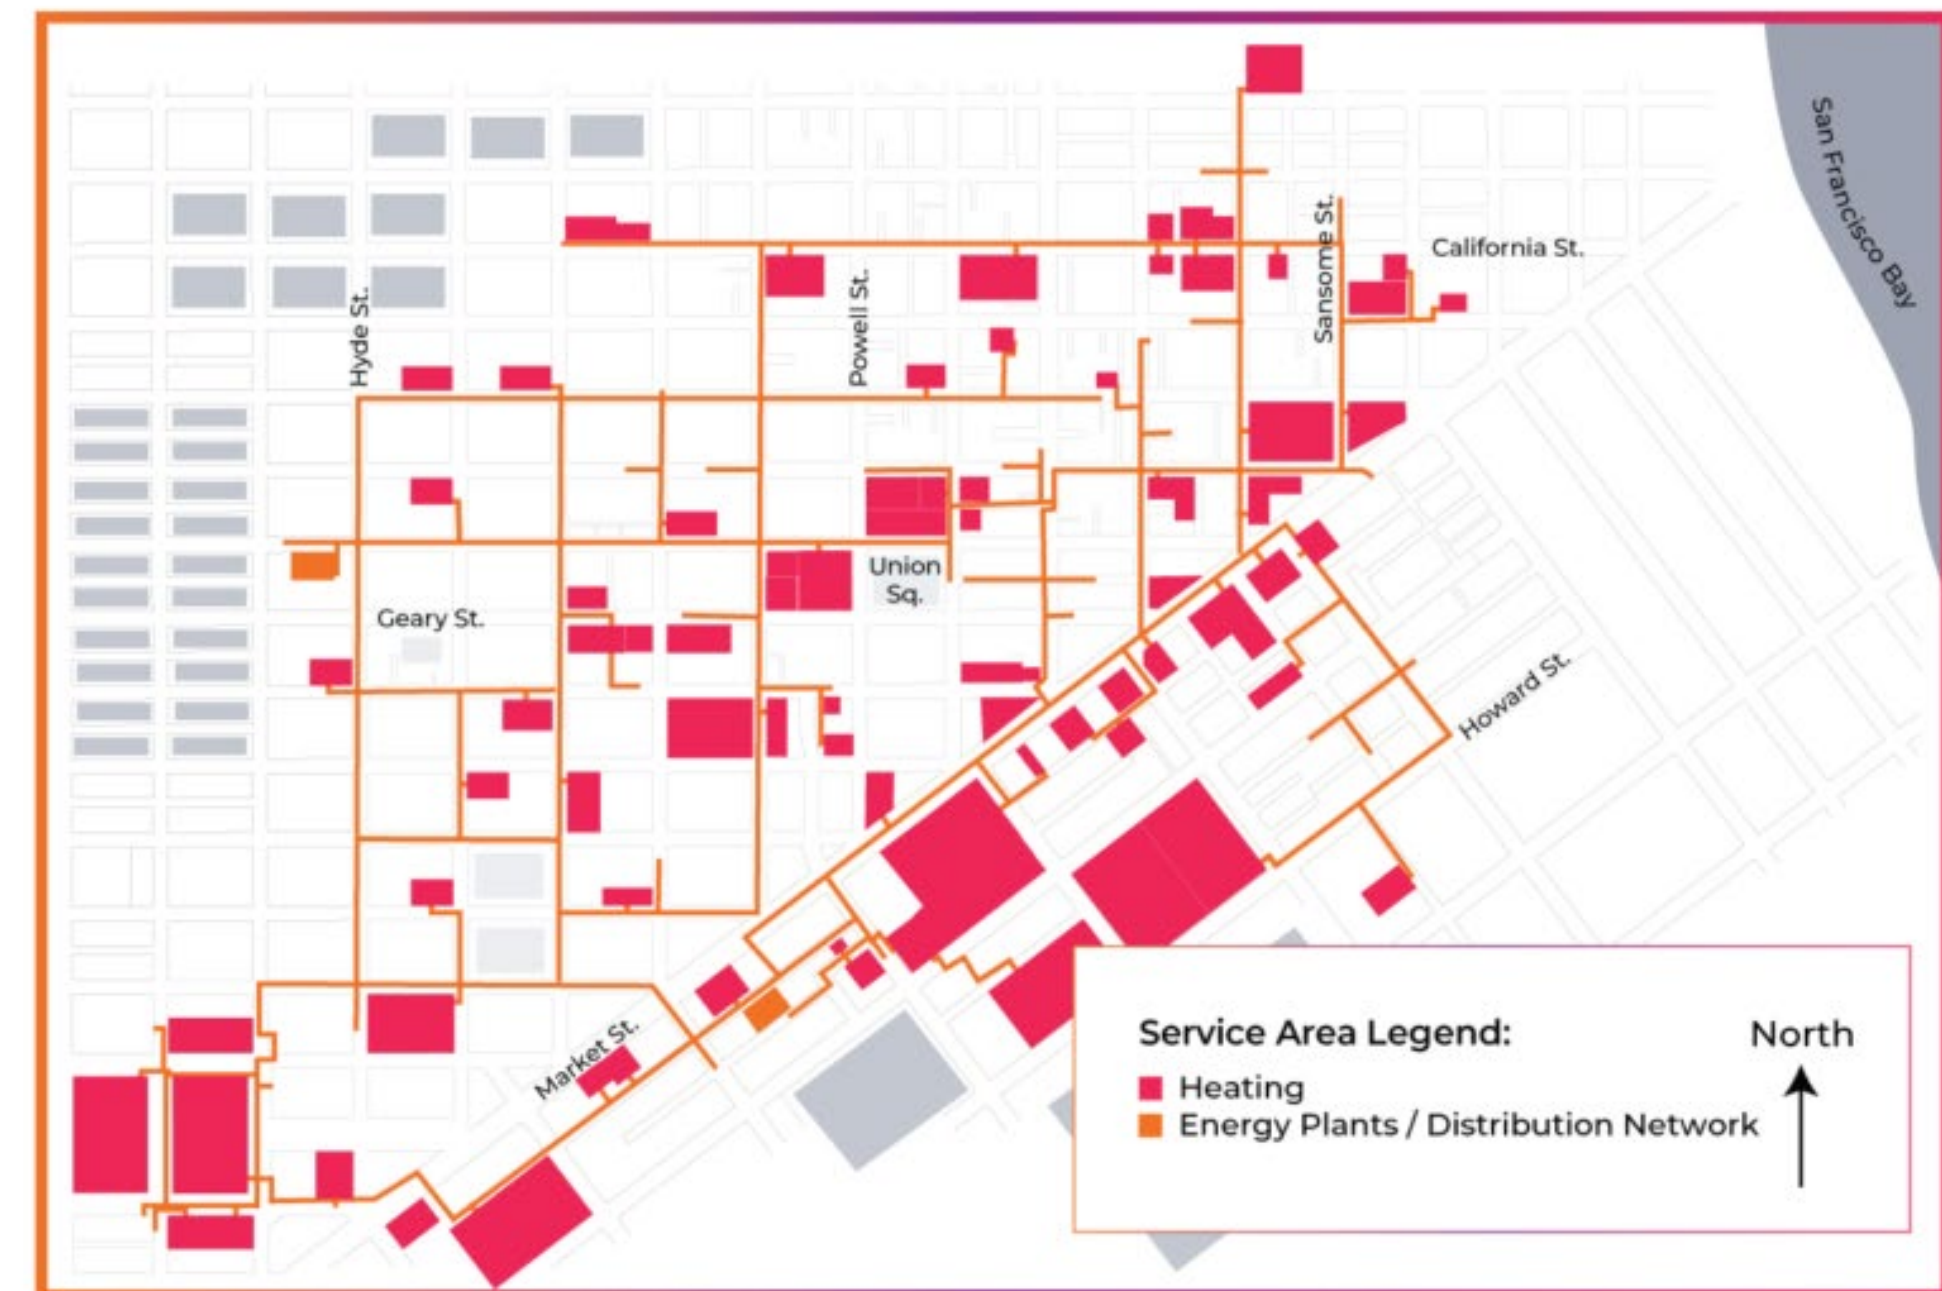 San Francisco Bay
Sansome St.
California St.
Hyde St.
Powell St.
Union
Sq.
Geary St.
Howard St.
Market St.
Service Area Legend:
North
Heating
Energy Plants / Distribution Network